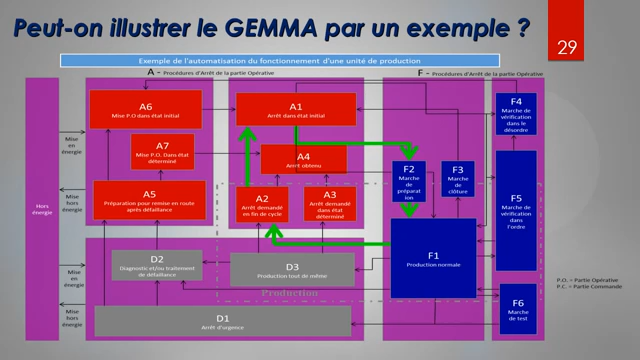 Peut-on illustrer le GEMMA par un exemple ?
29
Exemple de l'automatisation du fonctionnement d'une unité de production
A - Procédures d'Arrêt de la partie Opérative
F - Procédures d'Arrêt de la partie Opérative
A6
Mise P.O dans état initial
A1
Arrêt dans état initial
F4
Marche de vérification dans le désordre
Mise en énergie
A7
Mise P.O. Dans état déterminé
A4
Arrêt obtenu
F2
Marche de préparat ion
F3
Marche de clôture
F5
Marche de vérification dans l'ordre
Hors énergie
Mise hors énergie
A5
Préparation pour remise en route après défaillance
A2
Arrêt demandé en fin de cycle
A3
Arrêt demandé dans état déterminé
F1
Production normale
Mise en énergie
D2
Diagnostic et/ou traitement de défaillance
D3
Production tout de même
Production
P.O. = Partie Opérative
P.C. = Partie Commande
Mise hors énergie
D1
Arrêt d'urgence
F6
Marche de test